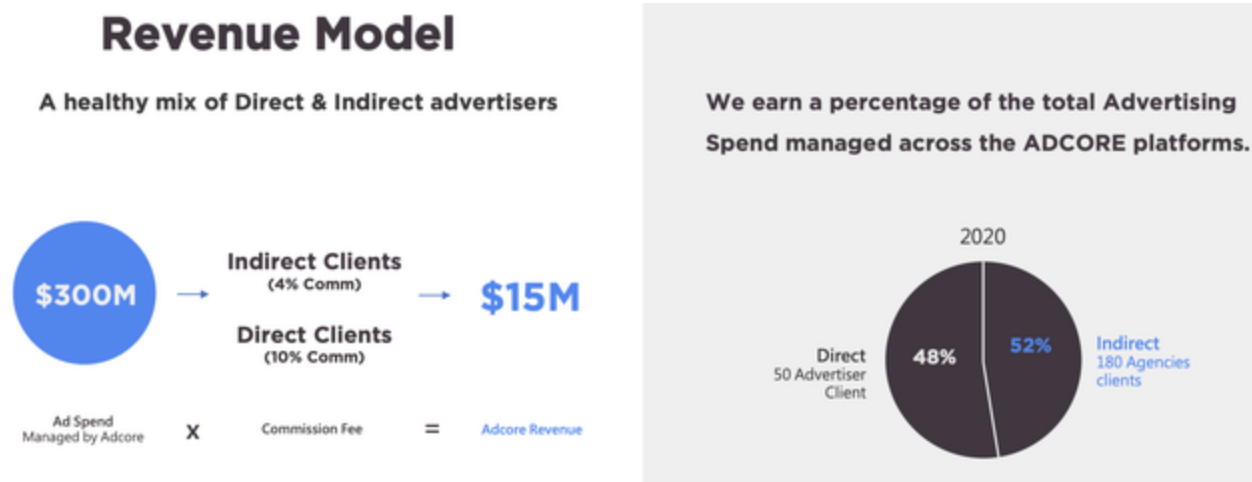 Revenue Model
A healthy mix of Direct & Indirect advertisers
$300M
Indirect Clients
(4% Comm)
Direct Clients
(10% Comm)
$15M
Ad Spend
Managed by Adcore
X
Commission Fee
=
Adcore Revenue
We earn a percentage of the total Advertising
Spend managed across the ADCORE platforms.
2020
Direct
50 Advertiser
Client
48%
52%
Indirect
180 Agencies
clients